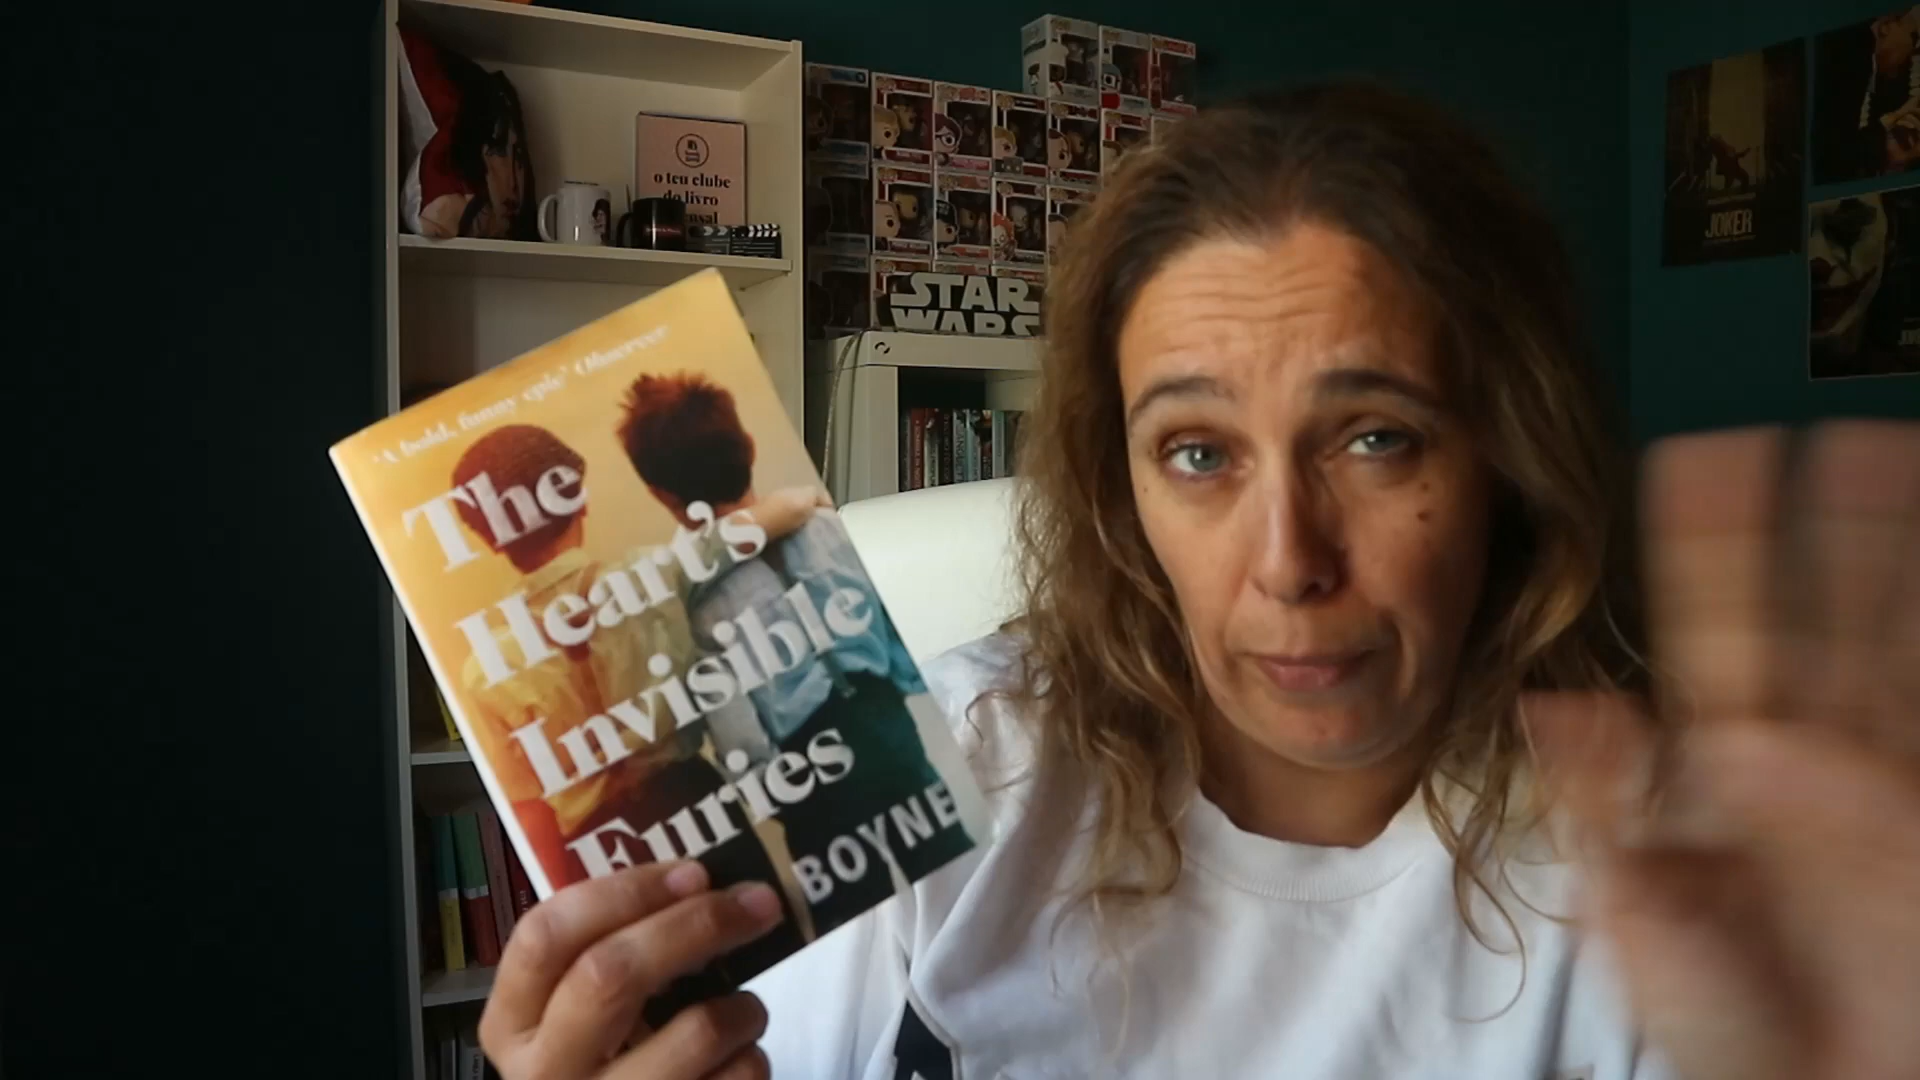 o teu clube
do livro
STAR
WARS
JOKER
'A bold, funny epic' Observer
The
Heart's
Invisible
Furies
BOYNE